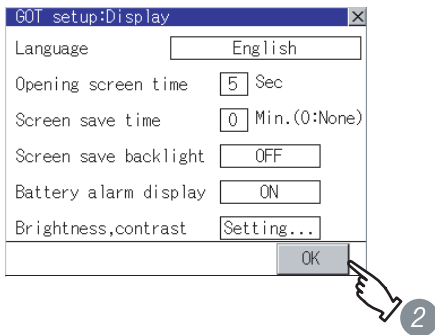 GOT setup:Display
Language English
Opening screen time 5 Sec
Screen save time 0 Min.(0:None)
Screen save backlight OFF
Battery alarm display ON
Brightness,contrast Setting...
OK
2